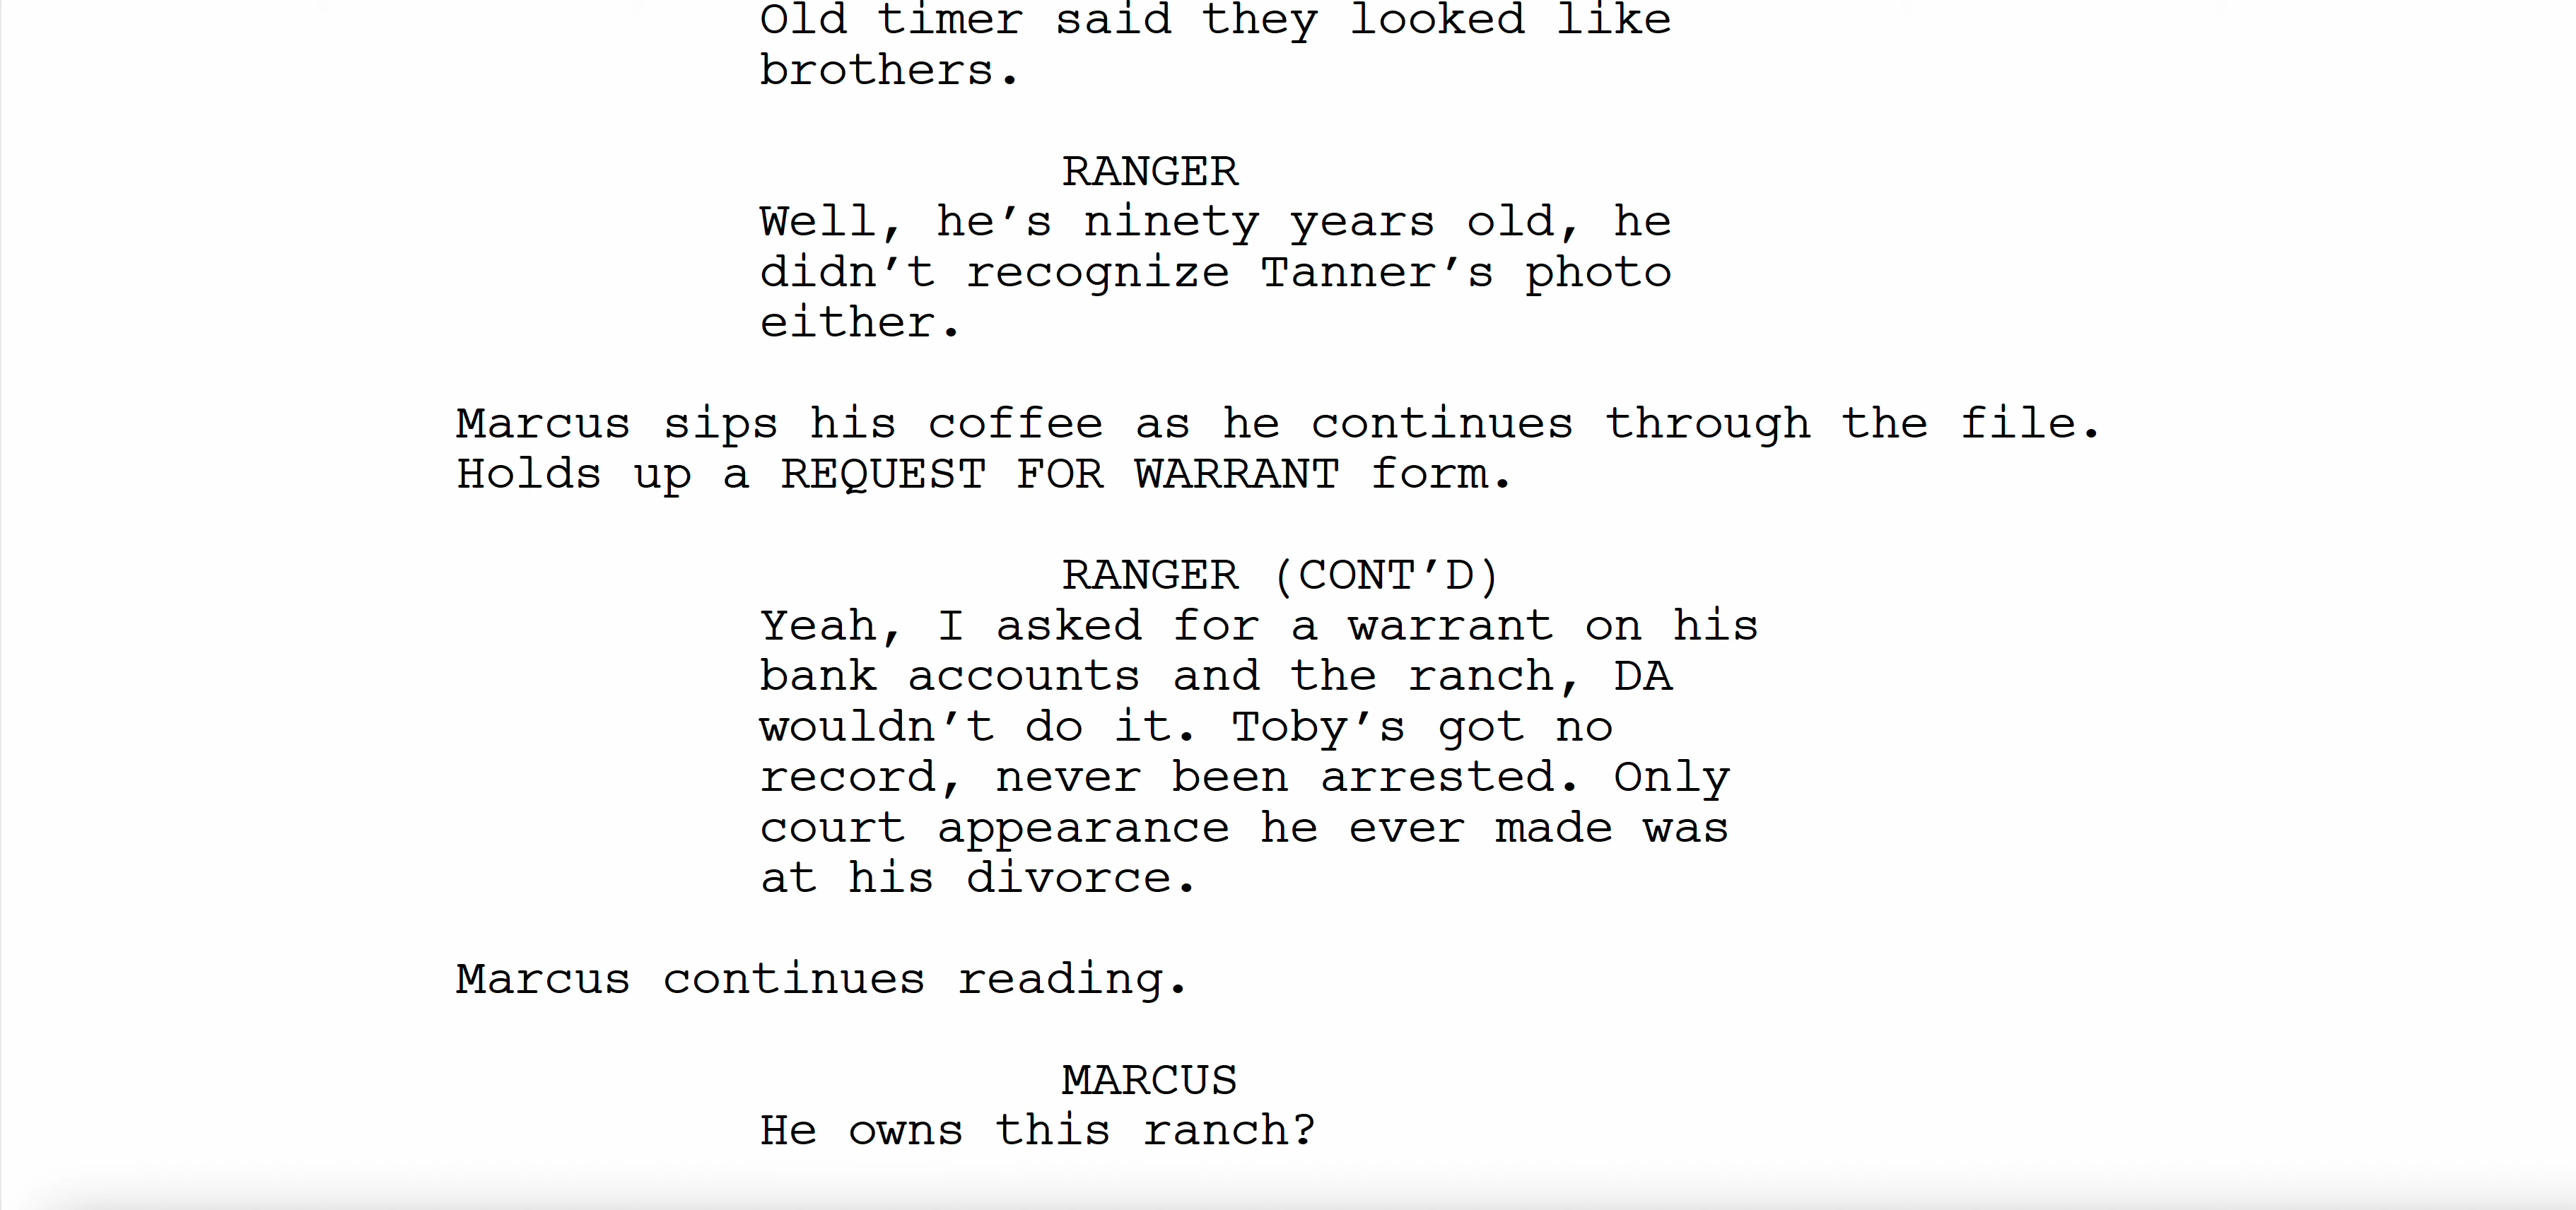 Old timer said they looked like
brothers.
RANGER
Well, he’s ninety years old, he
didn’t recognize Tanner’s photo
either.
Marcus sips his coffee as he continues through the file.
Holds up a REQUEST FOR WARRANT form.
RANGER (CONT’D)
Yeah, I asked for a warrant on his
bank accounts and the ranch, DA
wouldn’t do it. Toby’s got no
record, never been arrested. Only
court appearance he ever made was
at his divorce.
Marcus continues reading.
MARCUS
He owns this ranch?